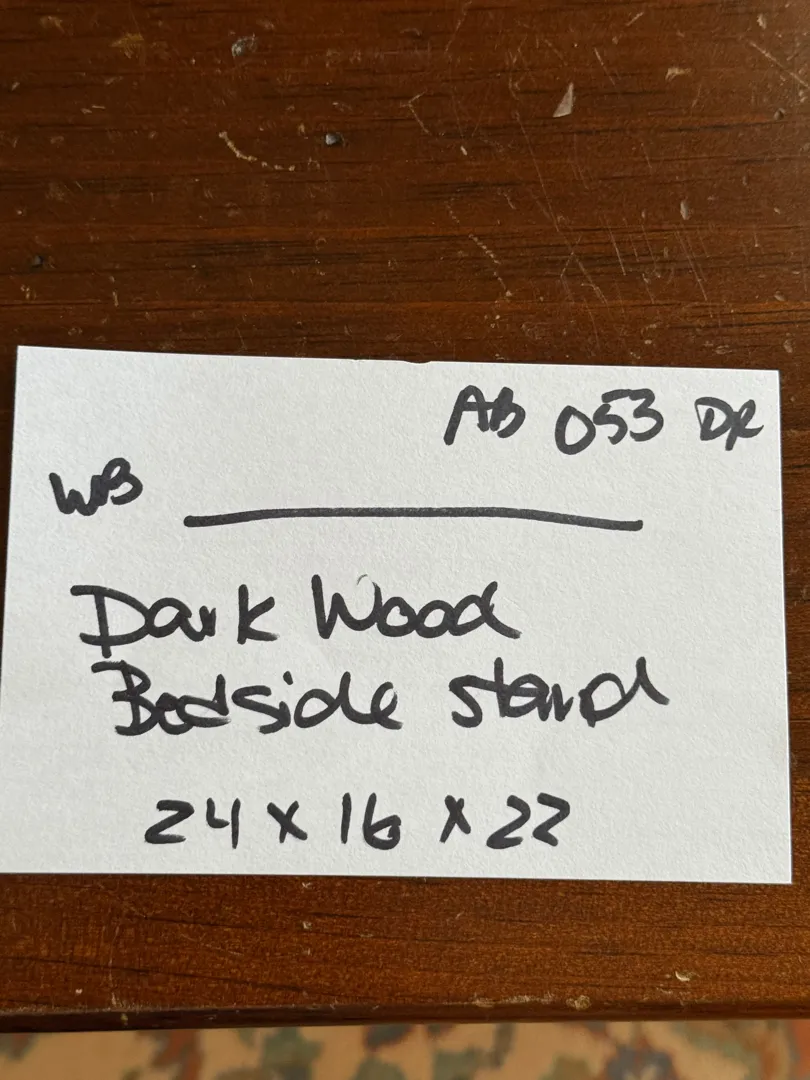 AB 053 DR
WB
Dark Wood
Bedside stand
24 x 16 x 22